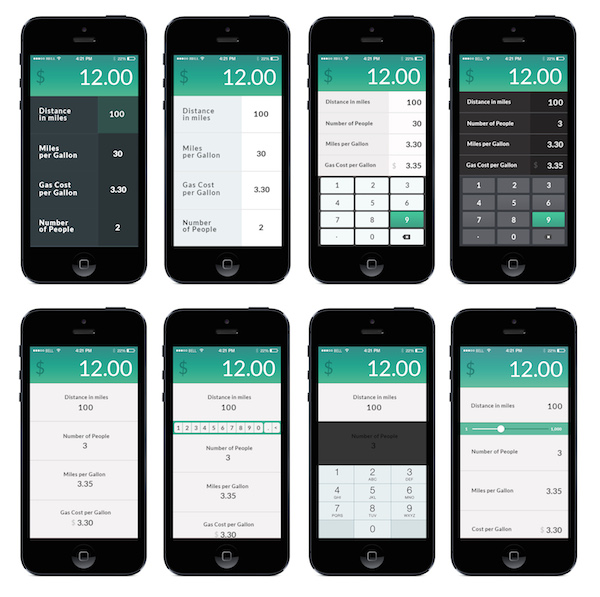 BELL 4:21 PM 22%
$ 12.00
Distance
in miles
100
Miles
per Gallon
30
Gas Cost
per Gallon
3.30
Number
of People
2
BELL 4:21 PM 22%
$ 12.00
Distance
in miles
100
Miles
per Gallon
30
Gas Cost
per Gallon
3.30
Number
of People
2
BELL 4:21 PM 22%
$ 12.00
Distance in miles 100
Number of People 30
Miles per Gallon 3.30
Gas Cost per Gallon $ 3.35
1 2 3
4 5 6
7 8 9
. 0
BELL 4:21 PM 22%
$ 12.00
Distance in miles 100
Number of People 3
Miles per Gallon 3.30
Gas Cost per Gallon $ 3.35
1 2 3
4 5 6
7 8 9
. 0
BELL 4:21 PM 22%
$ 12.00
Distance in miles
100
Number of People
3
Miles per Gallon
3.35
Gas Cost per Gallon
$ 3.30
BELL 4:21 PM 22%
$ 12.00
Distance in miles
100
1 2 3 4 5 6 7 8 9 0 .
Number of People
3
Miles per Gallon
3.35
Gas Cost per Gallon
$ 3.30
BELL 4:21 PM 22%
$ 12.00
Distance in miles
100
Number of People
3
1 2 3
ABC DEF
4 5 6
GHI JKL MNO
7 8 9
PQRS TUV WXYZ
0
BELL 4:21 PM 22%
$ 12.00
Distance in miles 100
1 1,000
Number of People 3
Miles per Gallon 3.35
Cost per Gallon $ 3.30